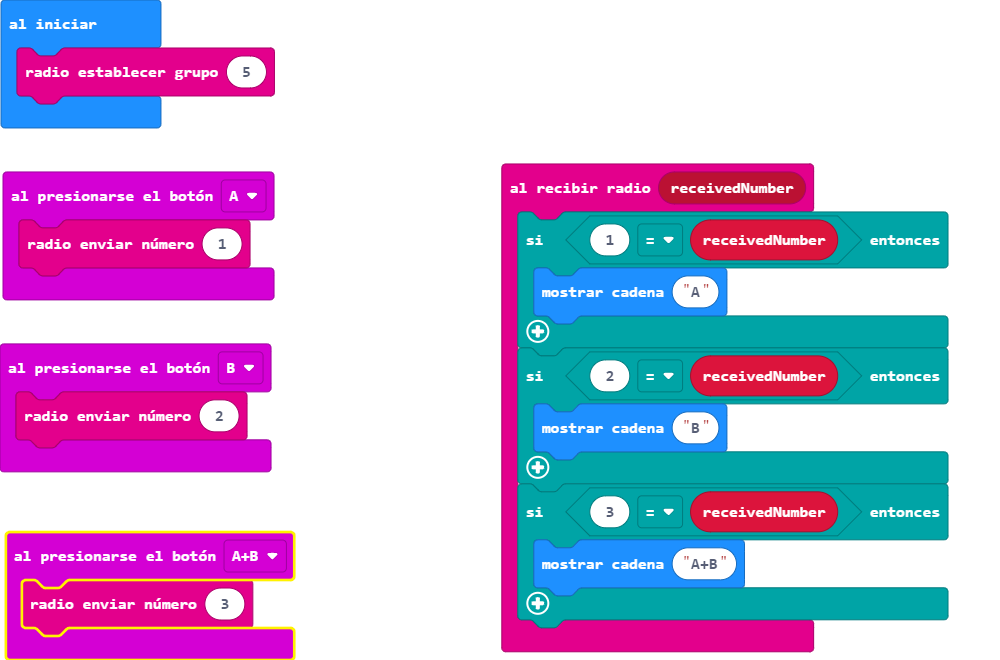 al iniciar
radio establecer grupo 5
al presionarse el botón A
radio enviar número 1
al presionarse el botón B
radio enviar número 2
al presionarse el botón A+B
radio enviar número 3
al recibir radio receivedNumber
si 1 = receivedNumber entonces
mostrar cadena "A"
si 2 = receivedNumber entonces
mostrar cadena "B"
si 3 = receivedNumber entonces
mostrar cadena "A+B"